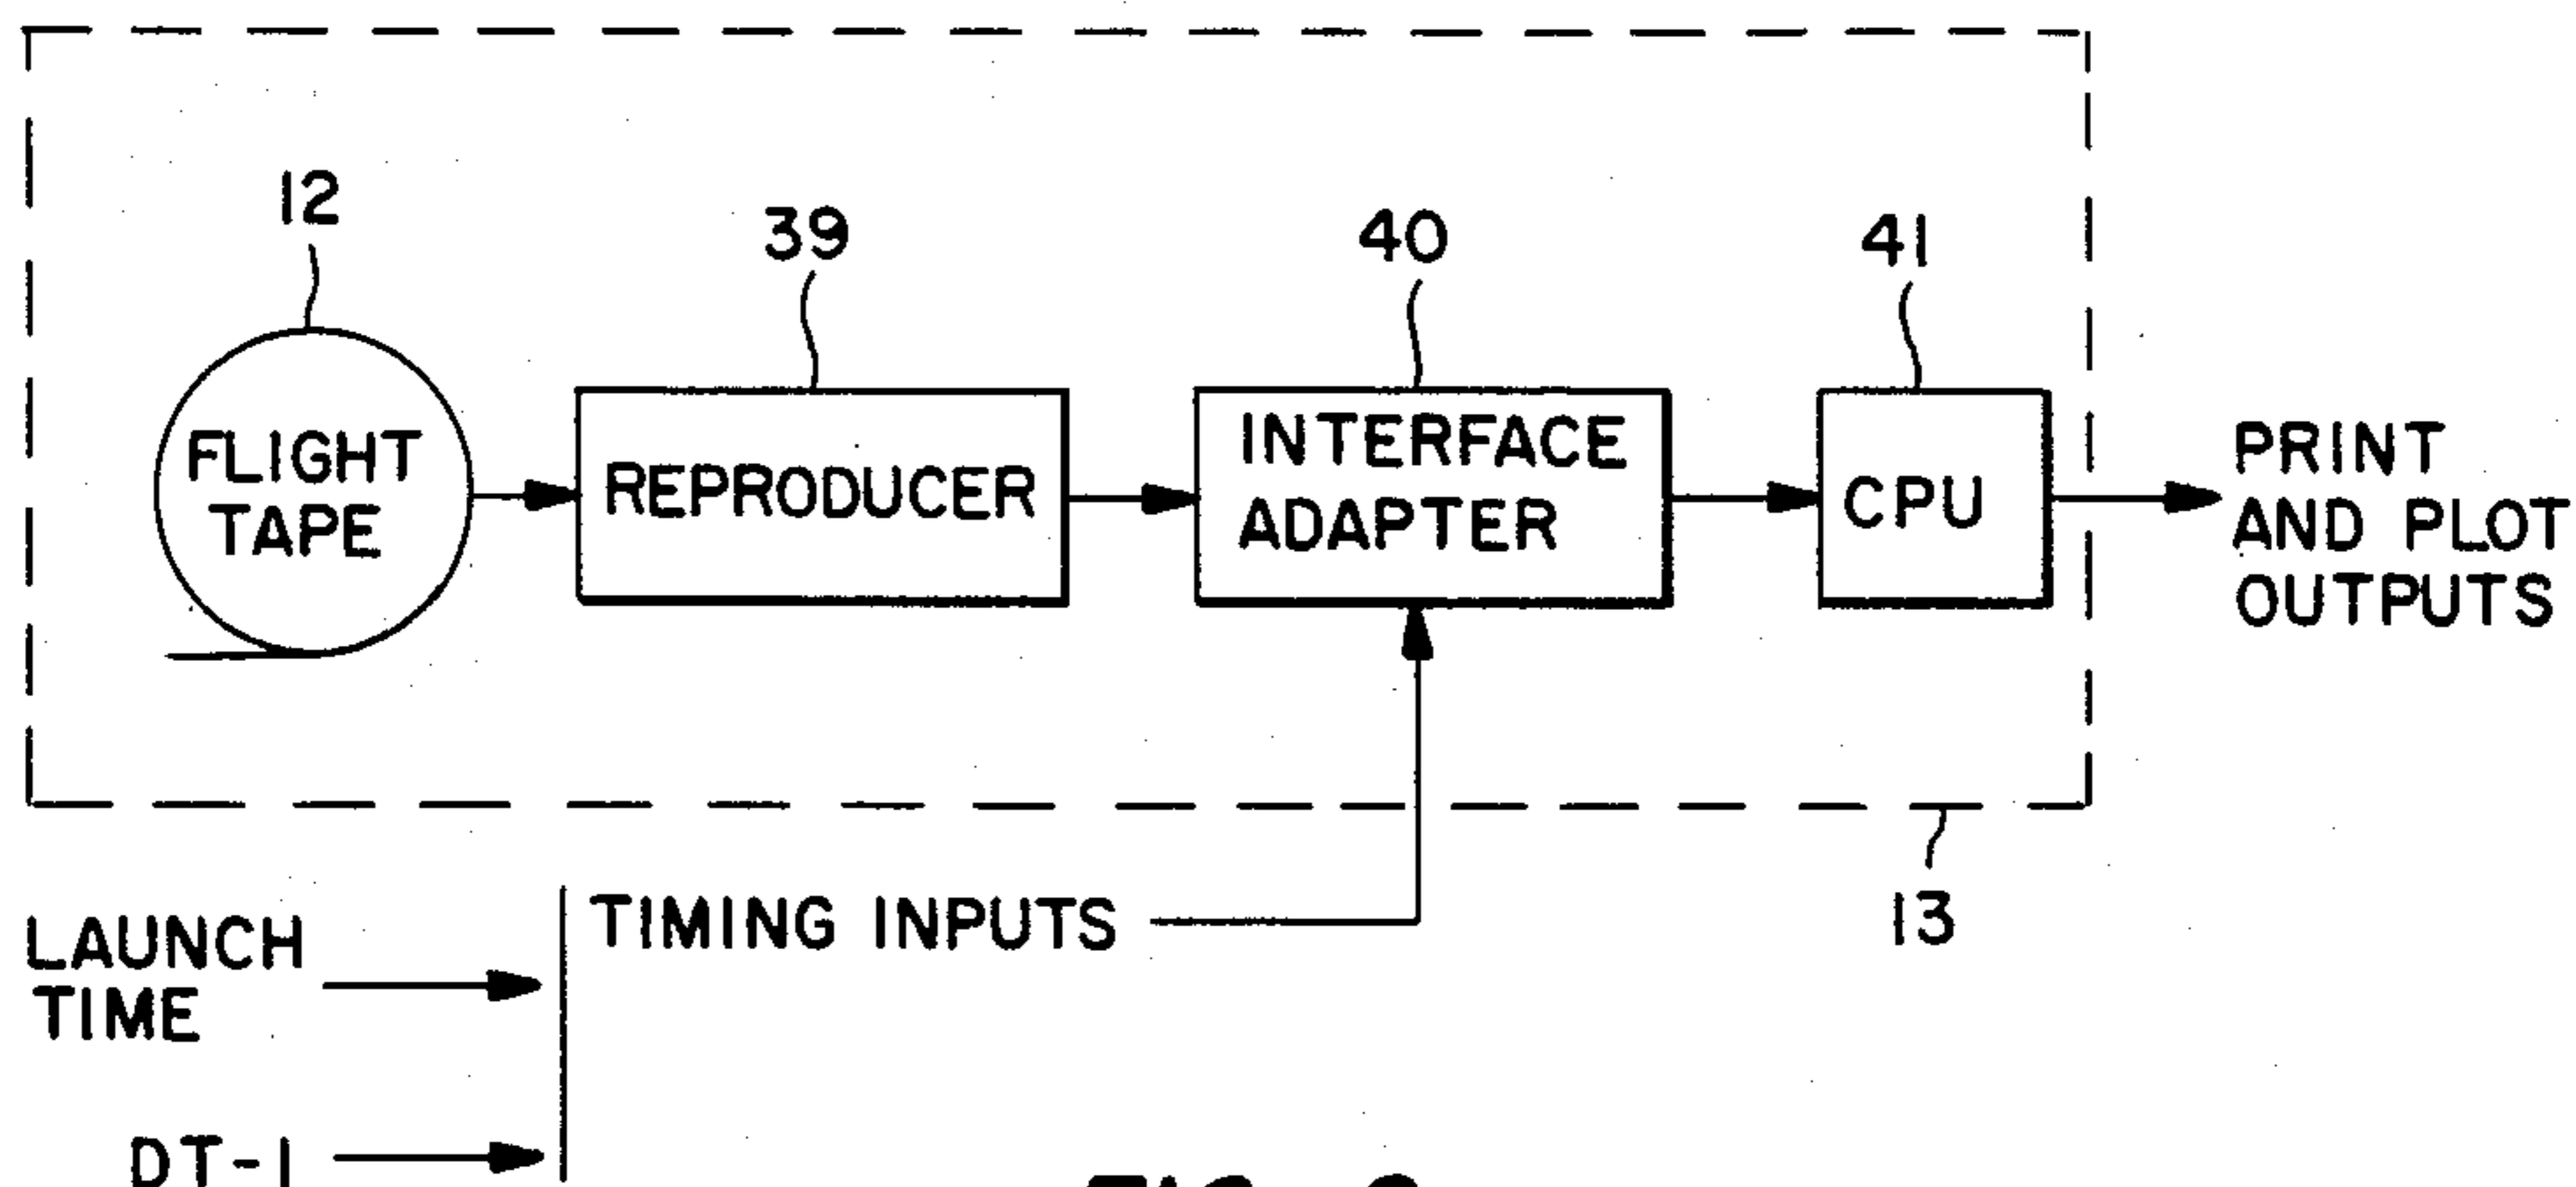 12
39
40
41
FLIGHT
TAPE
REPRODUCER
INTERFACE
ADAPTER
CPU
PRINT
AND PLOT
OUTPUTS
13
LAUNCH
TIME
TIMING INPUTS
DT-1